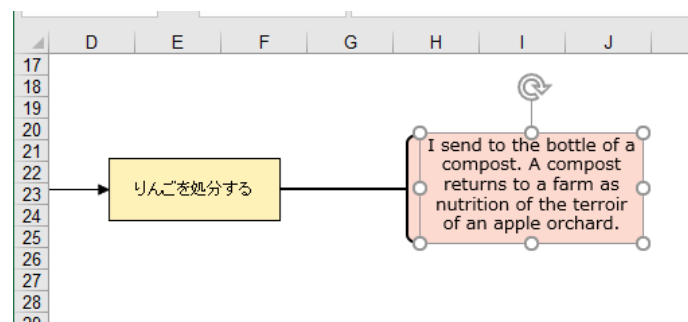 D E F G H I J
17
18
19
20
21
22
23
24
25
26
27
28
りんごを処分する
I send to the bottle of a
compost. A compost
returns to a farm as
nutrition of the terroir
of an apple orchard.